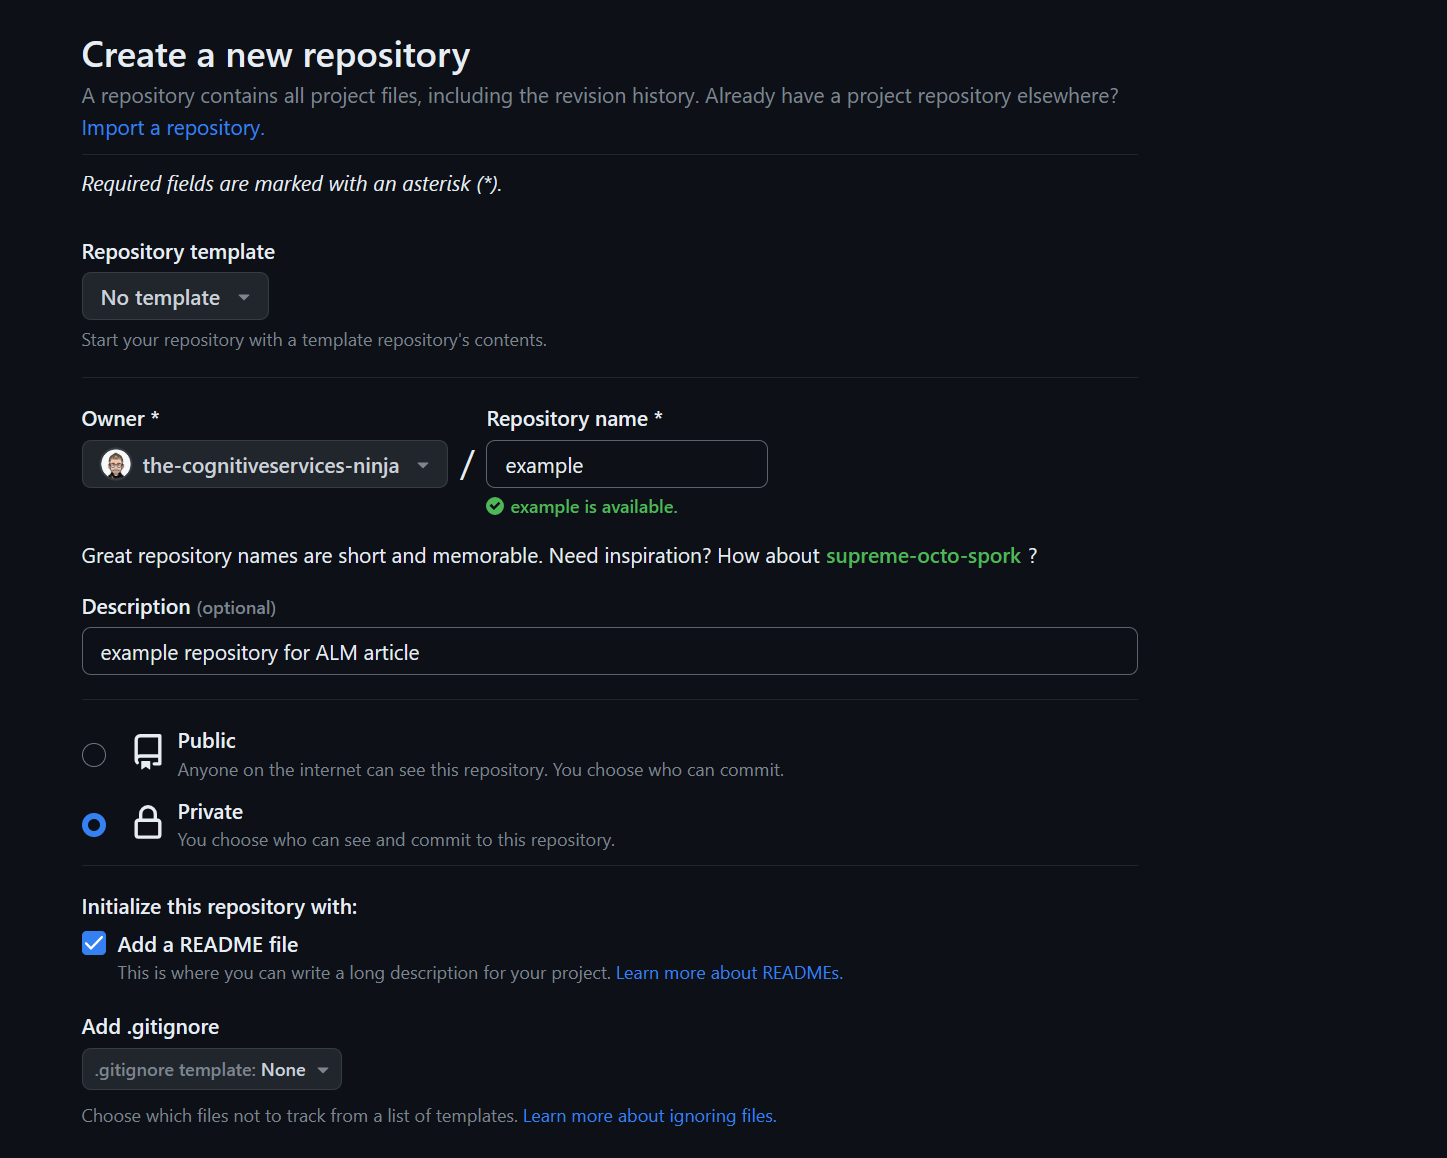 Create a new repository
A repository contains all project files, including the revision history. Already have a project repository elsewhere?
Import a repository.
Required fields are marked with an asterisk (*).
Repository template
No template
Start your repository with a template repository's contents.
Owner *
Repository name *
the-cognitiveservices-ninja / example
example is available.
Great repository names are short and memorable. Need inspiration? How about supreme-octo-spork ?
Description (optional)
example repository for ALM article
Public
Anyone on the internet can see this repository. You choose who can commit.
Private
You choose who can see and commit to this repository.
Initialize this repository with:
Add a README file
This is where you can write a long description for your project. Learn more about READMEs.
Add .gitignore
.gitignore template: None
Choose which files not to track from a list of templates. Learn more about ignoring files.